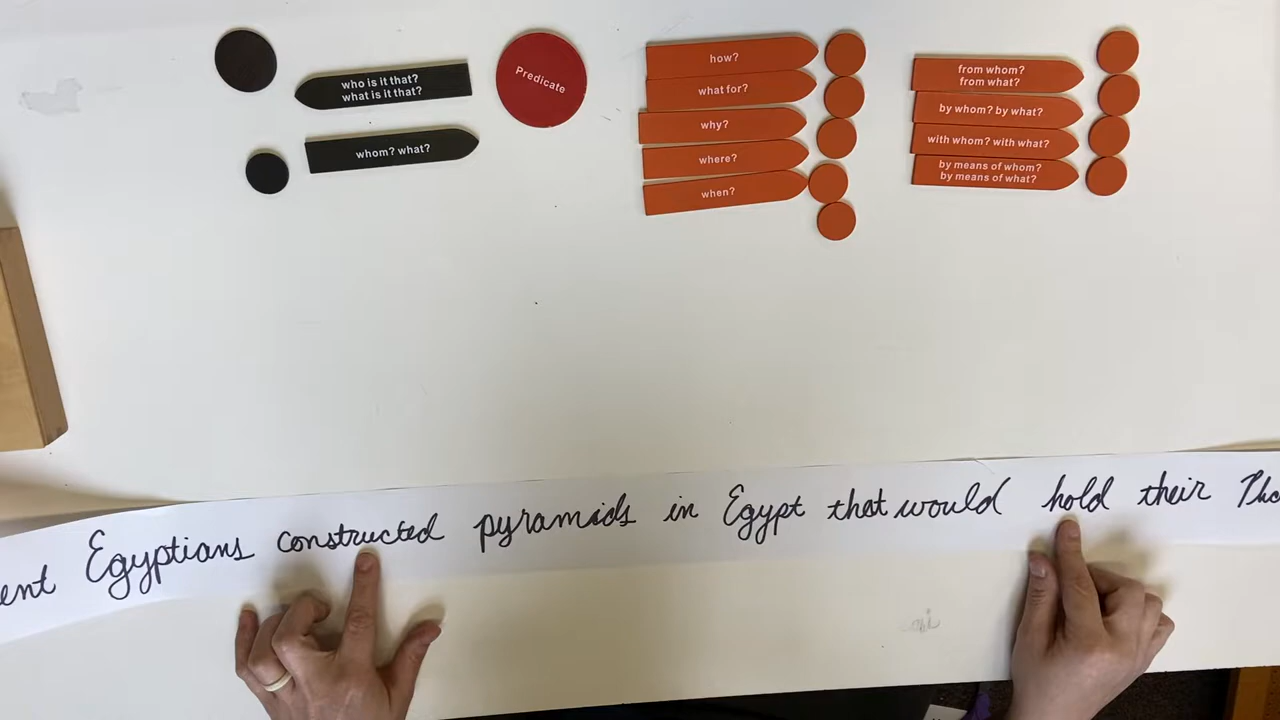 who is it that?
what is it that?
whom? what?
Predicate
how?
what for?
why?
where?
when?
from whom?
from what?
by whom? by what?
with whom? with what?
by means of whom?
by means of what?
ent Egyptians constructed pyramids in Egypt that would hold their Pha